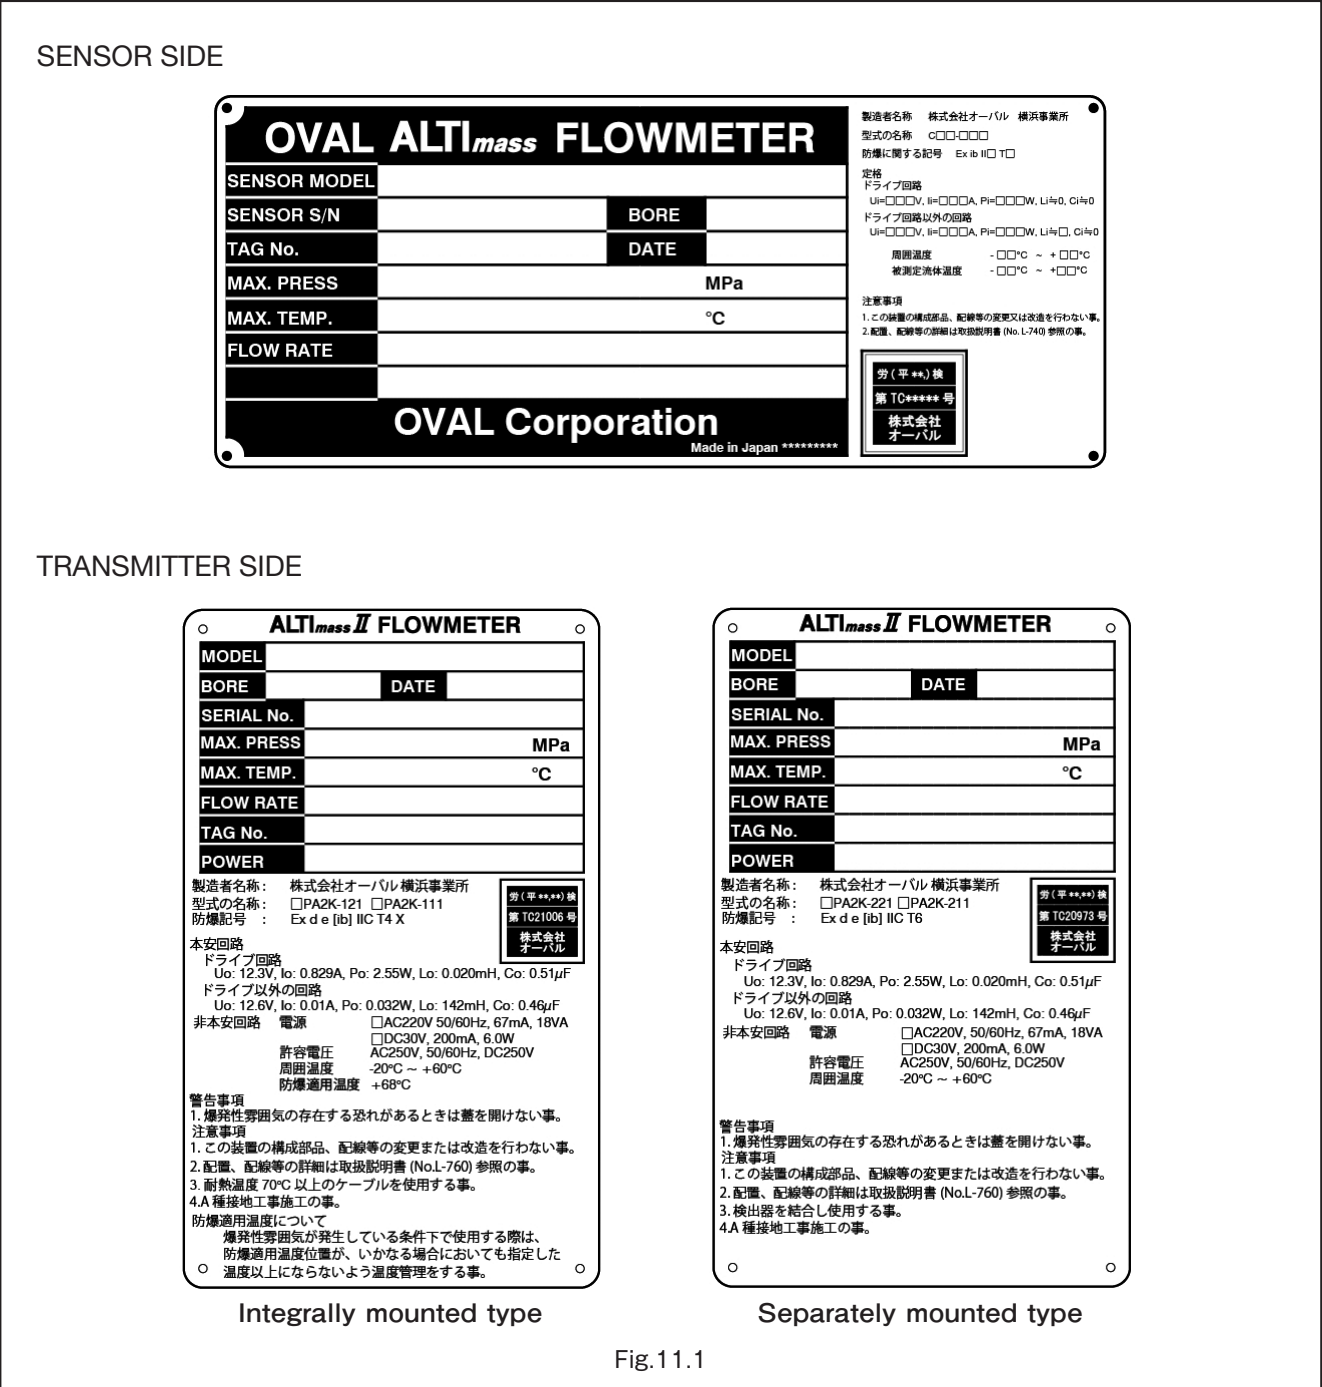 SENSOR SIDE
OVAL ALTImass FLOWMETER
SENSOR MODEL
SENSOR S/N
BORE
TAG No.
DATE
MAX. PRESS
MPa
MAX. TEMP.
°C
FLOW RATE
OVAL Corporation
Made in Japan *********
製造者名称 株式会社オーバル 横浜事業所
型式の名称 C□□-□□□
防爆に関する記号 Ex ib II□ T□
定格
ドライブ回路
Ui=□□□V, Ii=□□□A, Pi=□□□W, Li≒0, Ci≒0
ドライブ回路以外の回路
Ui=□□□V, Ii=□□□A, Pi=□□□W, Li≒□, Ci≒0
周囲温度 - □□°C ~ + □□°C
被測定流体温度 - □□°C ~ +□□°C
注意事項
1. この装置の構成部品、配線等の変更又は改造を行わない事。
2. 配置、配線等の詳細は取扱説明書 (No. L-740) 参照の事。
労 ( 平 **,) 検
第 TC***** 号
株式会社
オーバル
TRANSMITTER SIDE
ALTImass II FLOWMETER
MODEL
BORE
DATE
SERIAL No.
MAX. PRESS
MPa
MAX. TEMP.
°C
FLOW RATE
TAG No.
POWER
製造者名称 : 株式会社オーバル 横浜事業所
型式の名称 : □PA2K-121 □PA2K-111
防爆記号 : Ex d e [ib] IIC T4 X
労 ( 平 **,**) 検
第 TC21006 号
株式会社
オーバル
本安回路
ドライブ回路
Uo: 12.3V, Io: 0.829A, Po: 2.55W, Lo: 0.020mH, Co: 0.51μF
ドライブ以外の回路
Uo: 12.6V, Io: 0.01A, Po: 0.032W, Lo: 142mH, Co: 0.46μF
非本安回路 電源 □AC220V 50/60Hz, 67mA, 18VA
□DC30V, 200mA, 6.0W
許容電圧 AC250V, 50/60Hz, DC250V
周囲温度 -20°C ~ +60°C
防爆適用温度 +68°C
警告事項
1. 爆発性雰囲気の存在する恐れがあるときは蓋を開けない事。
注意事項
1. この装置の構成部品、配線等の変更または改造を行わない事。
2. 配置、配線等の詳細は取扱説明書 (No.L-760) 参照の事。
3. 耐熱温度 70°C 以上のケーブルを使用する事。
4.A 種接地工事施工の事。
防爆適用温度について
爆発性雰囲気が発生している条件下で使用する際は、
防爆適用温度位置が、いかなる場合においても指定した
温度以上にならないよう温度管理をする事。
Integrally mounted type
ALTImass II FLOWMETER
MODEL
BORE
DATE
SERIAL No.
MAX. PRESS
MPa
MAX. TEMP.
°C
FLOW RATE
TAG No.
POWER
製造者名称 : 株式会社オーバル 横浜事業所
型式の名称 : □PA2K-221 □PA2K-211
防爆記号 : Ex d e [ib] IIC T6
労 ( 平 **,**) 検
第 TC20973 号
株式会社
オーバル
本安回路
ドライブ回路
Uo: 12.3V, Io: 0.829A, Po: 2.55W, Lo: 0.020mH, Co: 0.51μF
ドライブ以外の回路
Uo: 12.6V, Io: 0.01A, Po: 0.032W, Lo: 142mH, Co: 0.46μF
非本安回路 電源 □AC220V, 50/60Hz, 67mA, 18VA
□DC30V, 200mA, 6.0W
許容電圧 AC250V, 50/60Hz, DC250V
周囲温度 -20°C ~ +60°C
警告事項
1. 爆発性雰囲気の存在する恐れがあるときは蓋を開けない事。
注意事項
1. この装置の構成部品、配線等の変更または改造を行わない事。
2. 配置、配線等の詳細は取扱説明書 (No.L-760) 参照の事。
3. 検出器を結合し使用する事。
4.A 種接地工事施工の事。
Separately mounted type
Fig.11.1